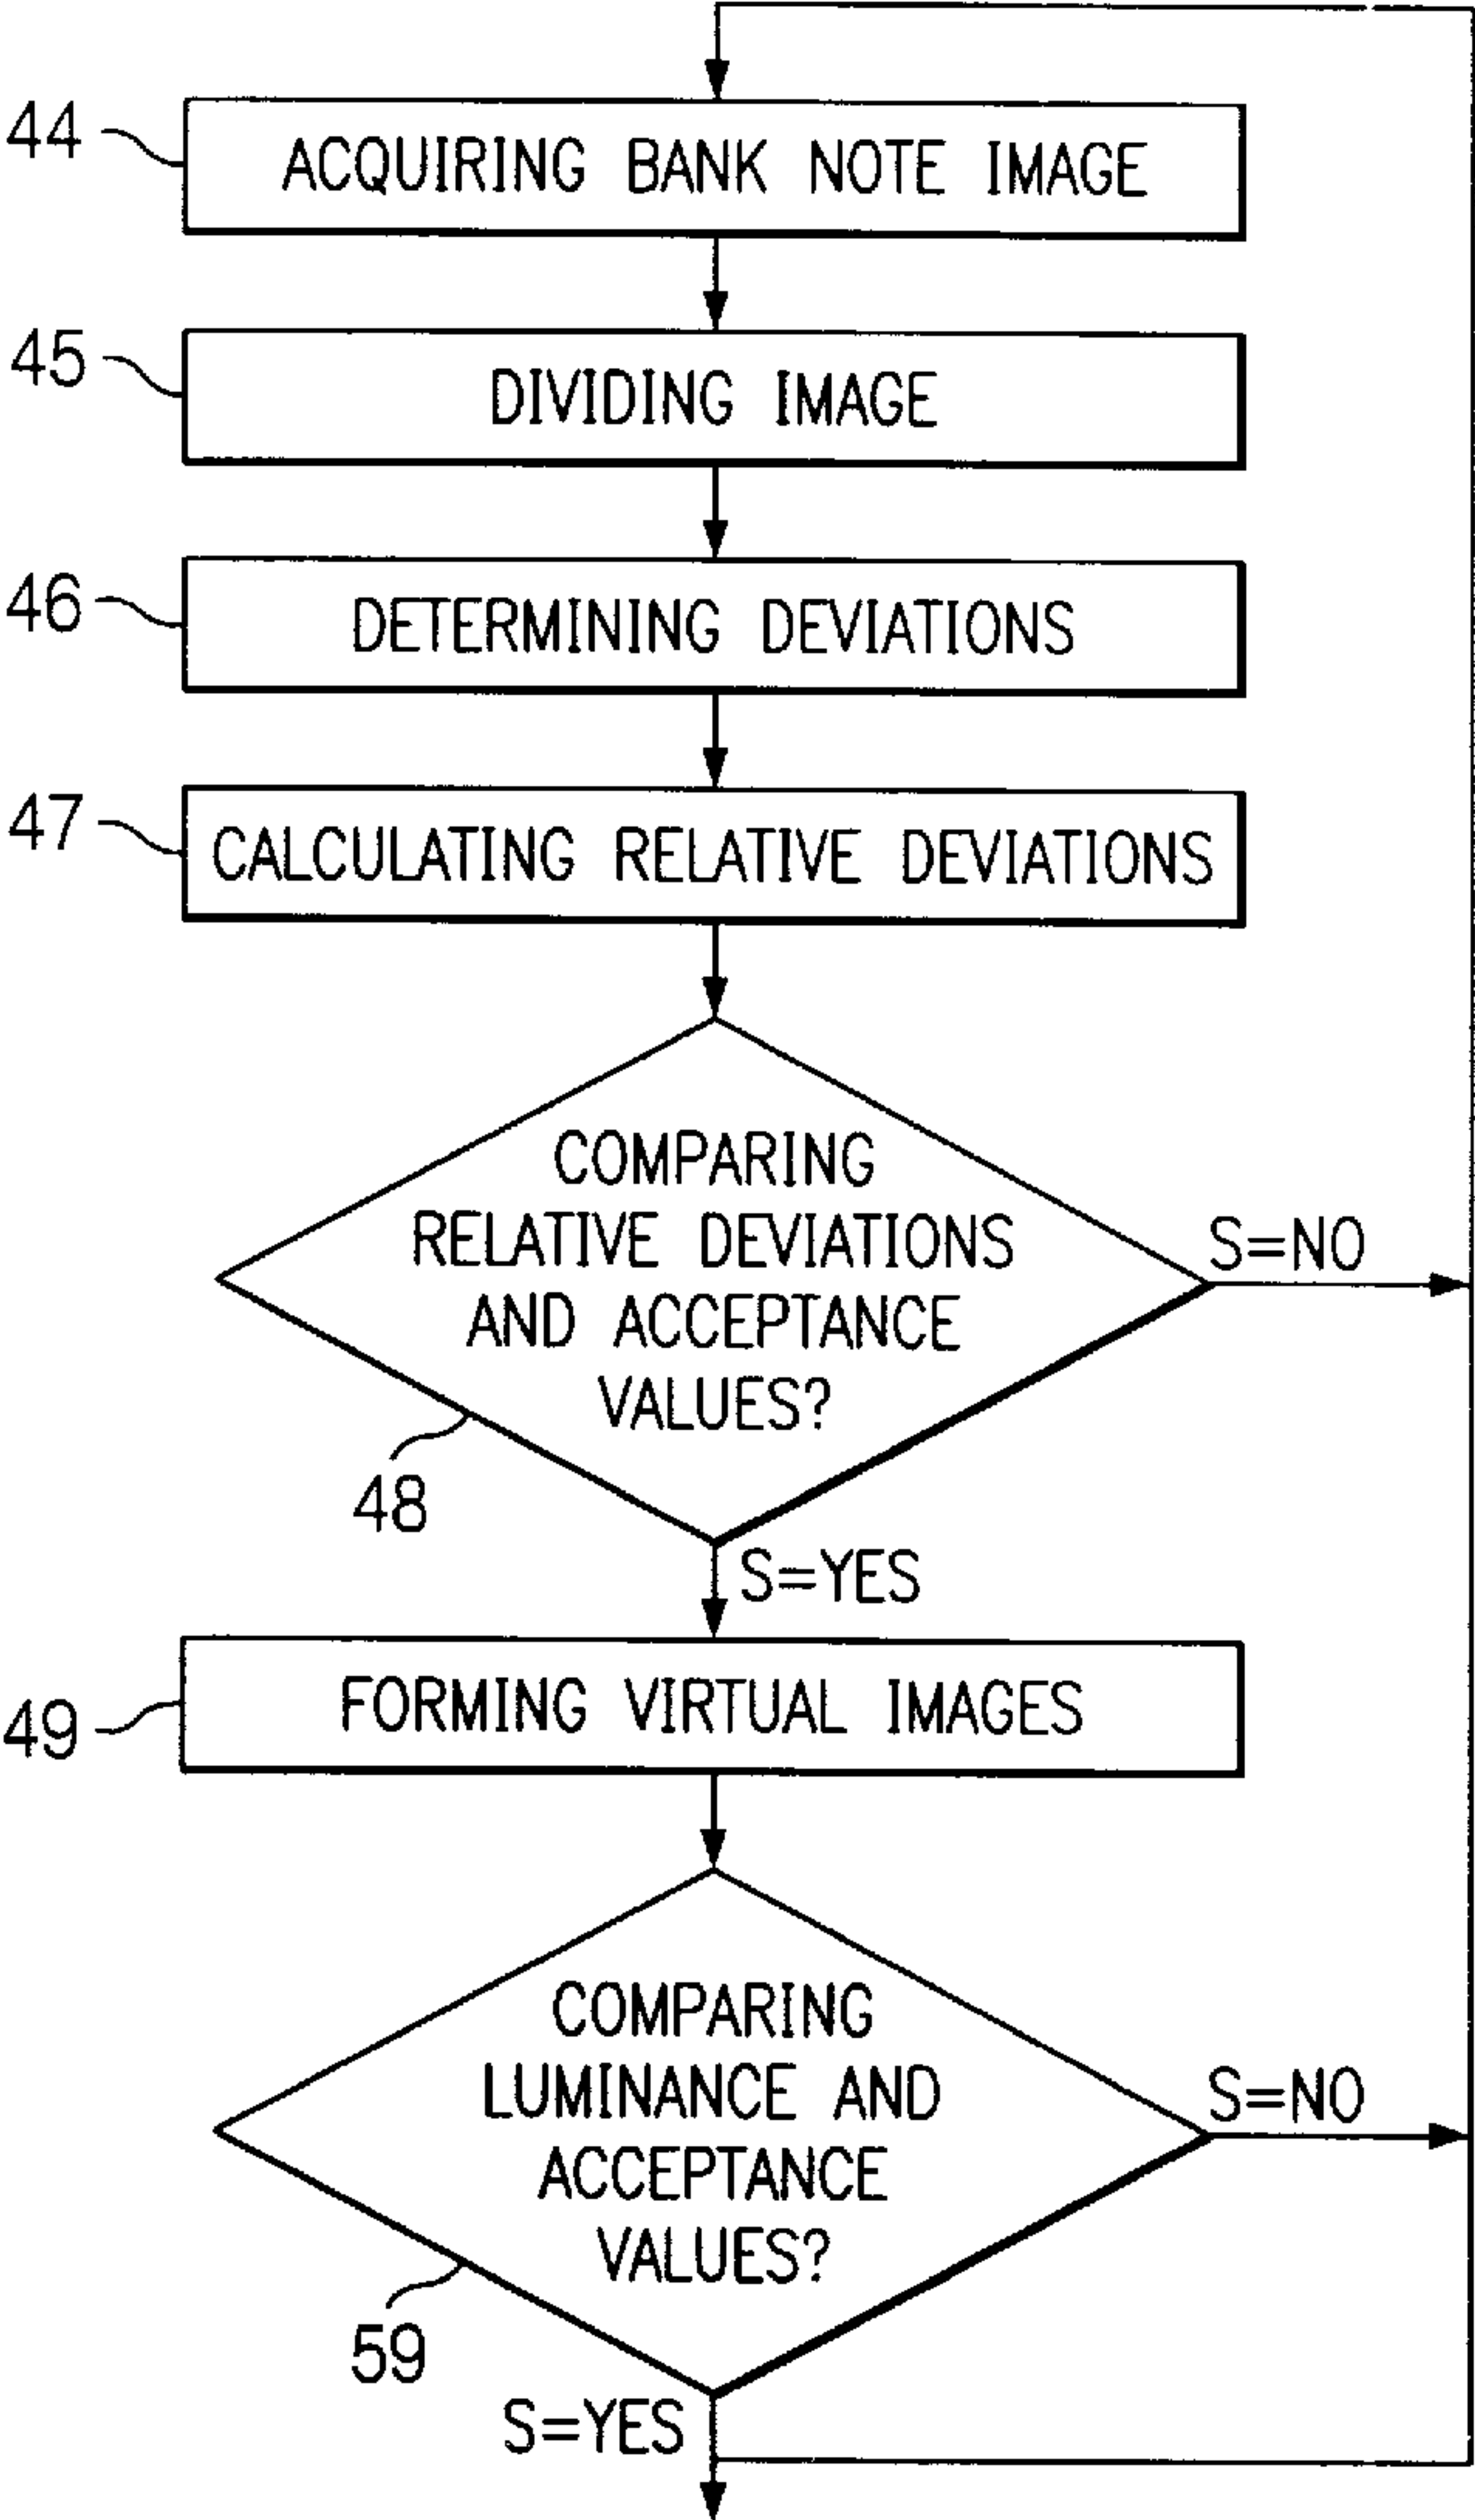 44
ACQUIRING BANK NOTE IMAGE
45
DIVIDING IMAGE
46
DETERMINING DEVIATIONS
47
CALCULATING RELATIVE DEVIATIONS
COMPARING
RELATIVE DEVIATIONS
AND ACCEPTANCE
VALUES?
S=NO
48
S=YES
49
FORMING VIRTUAL IMAGES
COMPARING
LUMINANCE AND
ACCEPTANCE
VALUES?
S=NO
59
S=YES